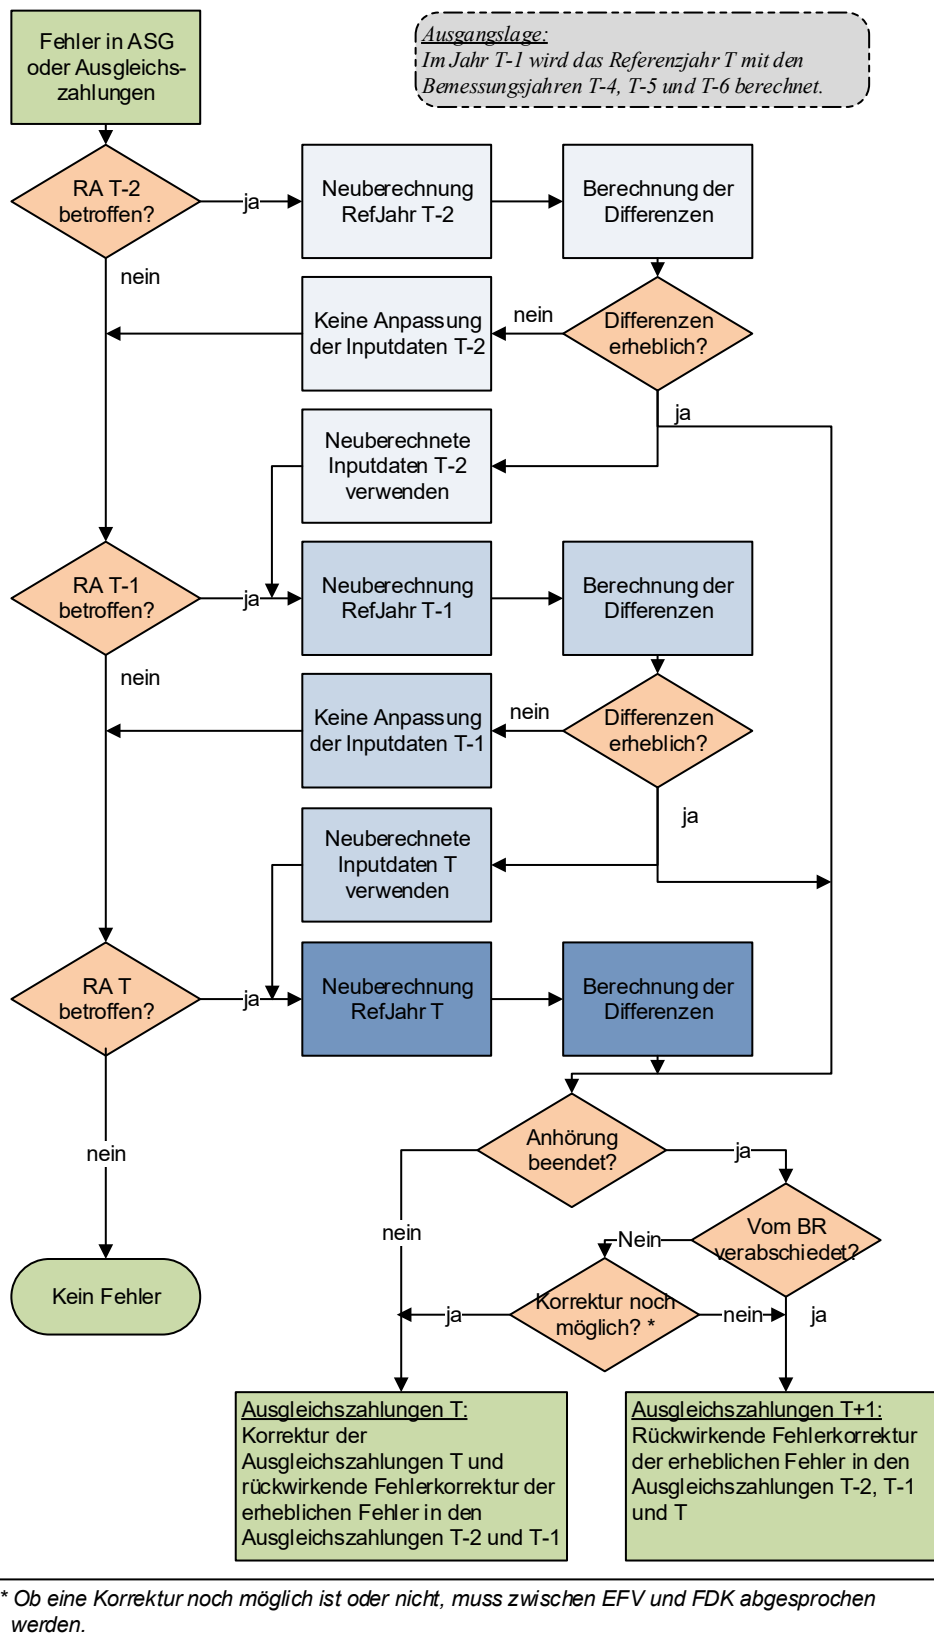 Fehler in ASG
oder Ausgleichs-
zahlungen
Ausgangslage:
Im Jahr T-1 wird das Referenzjahr T mit den
Bemessungsjahren T-4, T-5 und T-6 berechnet.
RA T-2
betroffen?
ja
Neuberechnung
RefJahr T-2
Berechnung der
Differenzen
nein
Keine Anpassung
der Inputdaten T-2
nein
Differenzen
erheblich?
ja
Neuberechnete
Inputdaten T-2
verwenden
RA T-1
betroffen?
ja
Neuberechnung
RefJahr T-1
Berechnung der
Differenzen
nein
Keine Anpassung
der Inputdaten T-1
nein
Differenzen
erheblich?
ja
Neuberechnete
Inputdaten T
verwenden
RA T
betroffen?
ja
Neuberechnung
RefJahr T
Berechnung der
Differenzen
nein
Anhörung
beendet?
ja
nein
Vom BR
verabschiedet?
Nein
Kein Fehler
Korrektur noch
möglich? *
ja
nein
ja
Ausgleichszahlungen T:
Korrektur der
Ausgleichszahlungen T und
rückwirkende Fehlerkorrektur der
erheblichen Fehler in den
Ausgleichszahlungen T-2 und T-1
Ausgleichszahlungen T+1:
Rückwirkende Fehlerkorrektur
der erheblichen Fehler in den
Ausgleichszahlungen T-2, T-1
und T
* Ob eine Korrektur noch möglich ist oder nicht, muss zwischen EFV und FDK abgesprochen
werden.